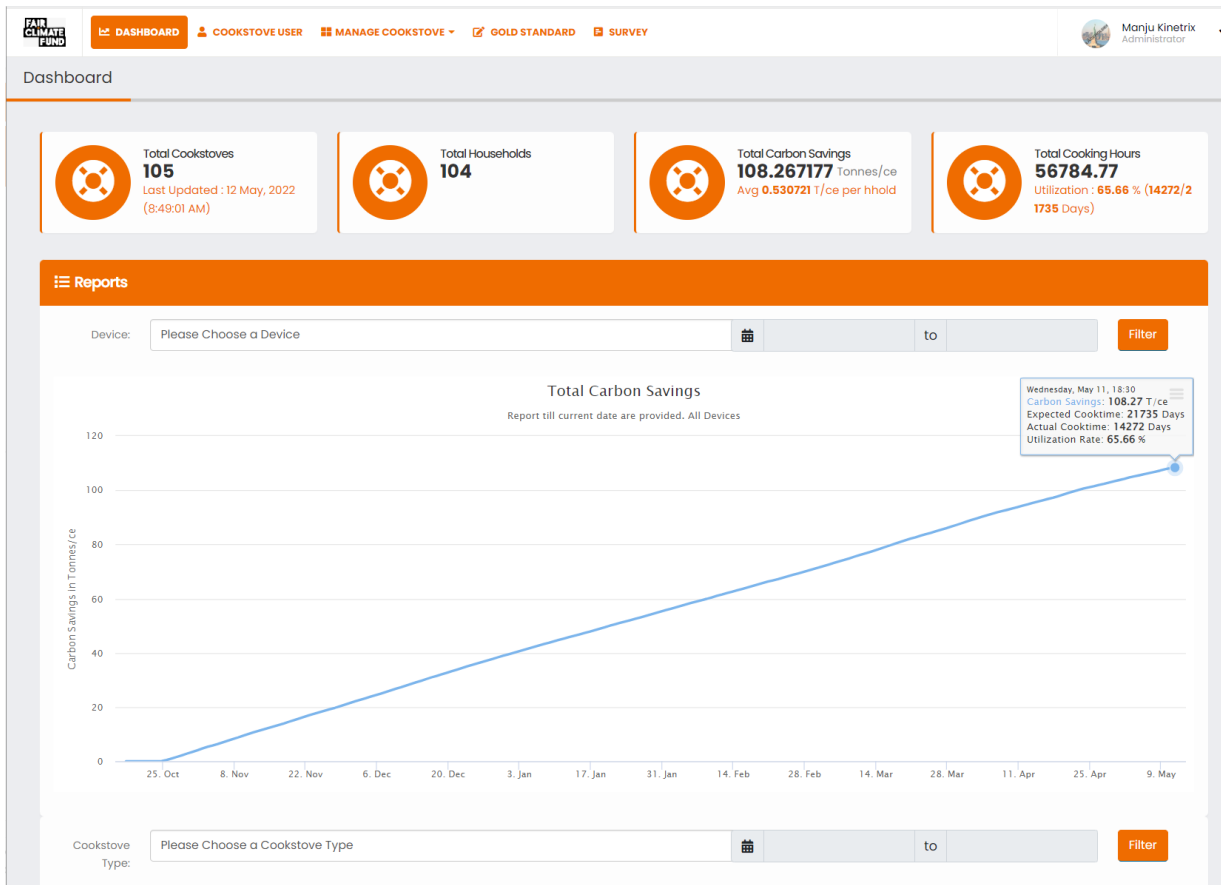 FAIR
CLIMATE
FUND
DASHBOARD
COOKSTOVE USER
MANAGE COOKSTOVE
GOLD STANDARD
SURVEY
Manju Kinetrix
Administrator
Dashboard
Total Cookstoves
105
Last Updated : 12 May, 2022
(8:49:01 AM)
Total Households
104
Total Carbon Savings
108.267177 Tonnes/ce
Avg 0.530721 T/ce per hhold
Total Cooking Hours
56784.77
Utilization : 65.66 % (14272/2
1735 Days)
Reports
Device:
Please Choose a Device
to
Filter
Total Carbon Savings
Report till current date are provided. All Devices
Wednesday, May 11, 18:30
Carbon Savings: 108.27 T/ce
Expected Cooktime: 21735 Days
Actual Cooktime: 14272 Days
Utilization Rate: 65.66 %
Carbon Savings in Tonnes/ce
120
100
80
60
40
20
0
25. Oct
8. Nov
22. Nov
6. Dec
20. Dec
3. Jan
17. Jan
31. Jan
14. Feb
28. Feb
14. Mar
28. Mar
11. Apr
25. Apr
9. May
Cookstove
Type:
Please Choose a Cookstove Type
to
Filter